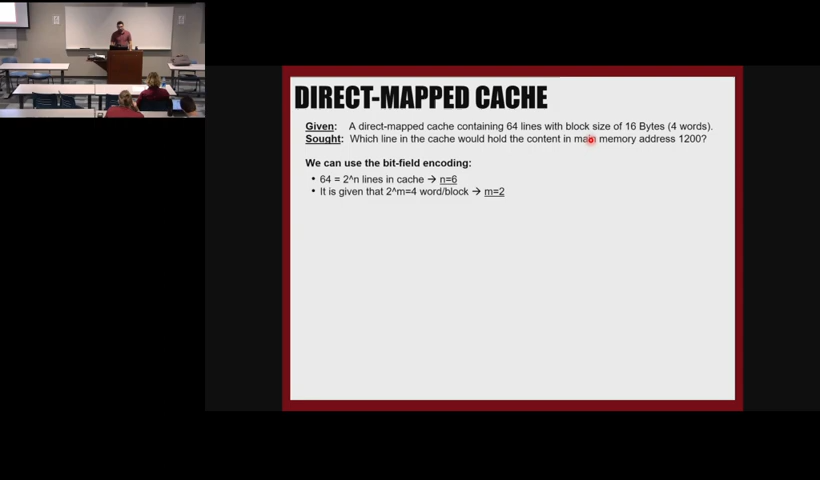 DIRECT-MAPPED CACHE
Given: A direct-mapped cache containing 64 lines with block size of 16 Bytes (4 words).
Sought: Which line in the cache would hold the content in main memory address 1200?
We can use the bit-field encoding:
• 64 = 2^n lines in cache → n=6
• It is given that 2^m=4 word/block → m=2